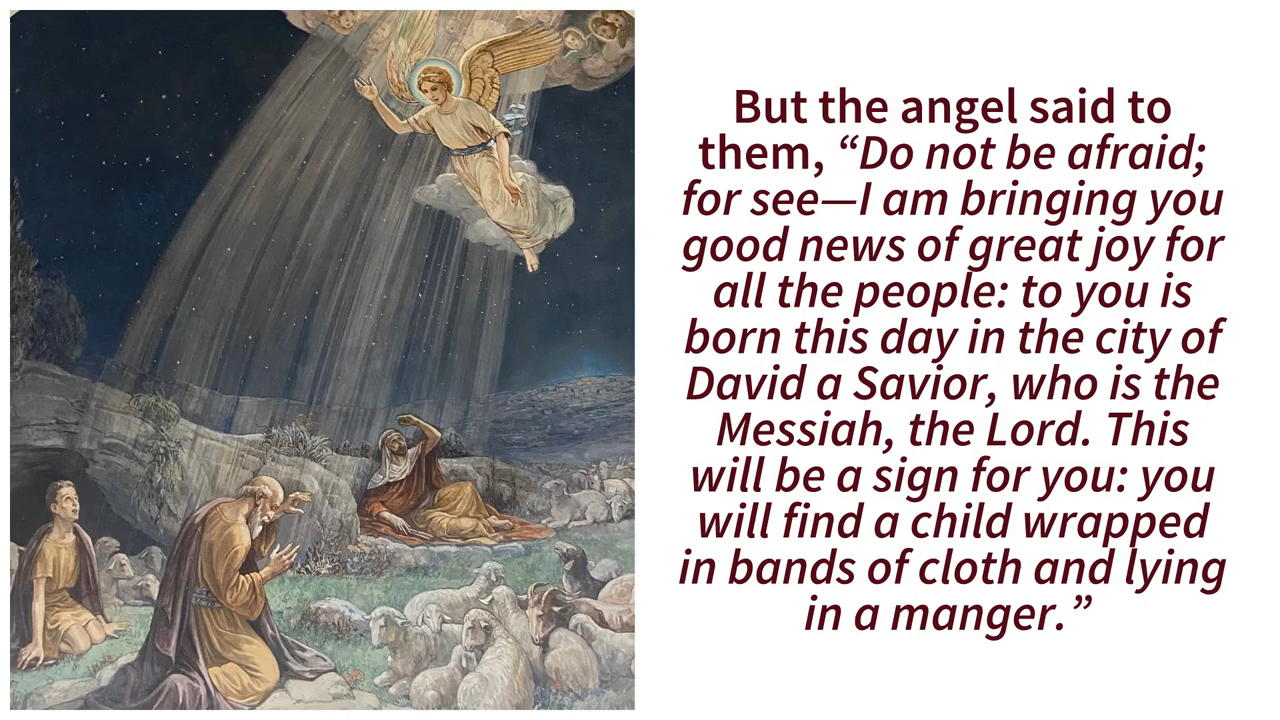 But the angel said to
them, “Do not be afraid;
for see—I am bringing you
good news of great joy for
all the people: to you is
born this day in the city of
David a Savior, who is the
Messiah, the Lord. This
will be a sign for you: you
will find a child wrapped
in bands of cloth and lying
in a manger.”